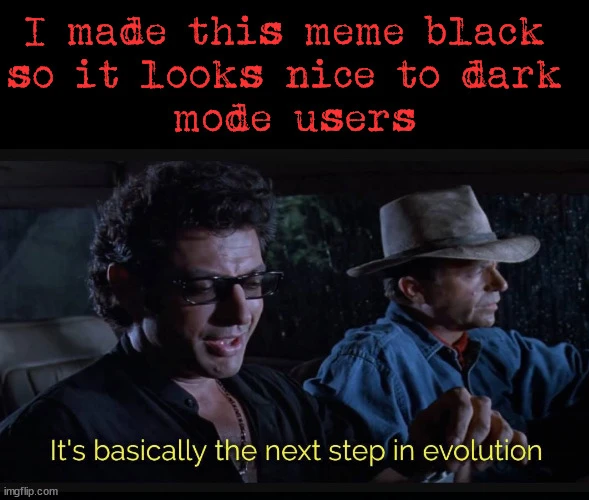 I made this meme black
so it looks nice to dark
mode users
It's basically the next step in evolution
imgflip.com